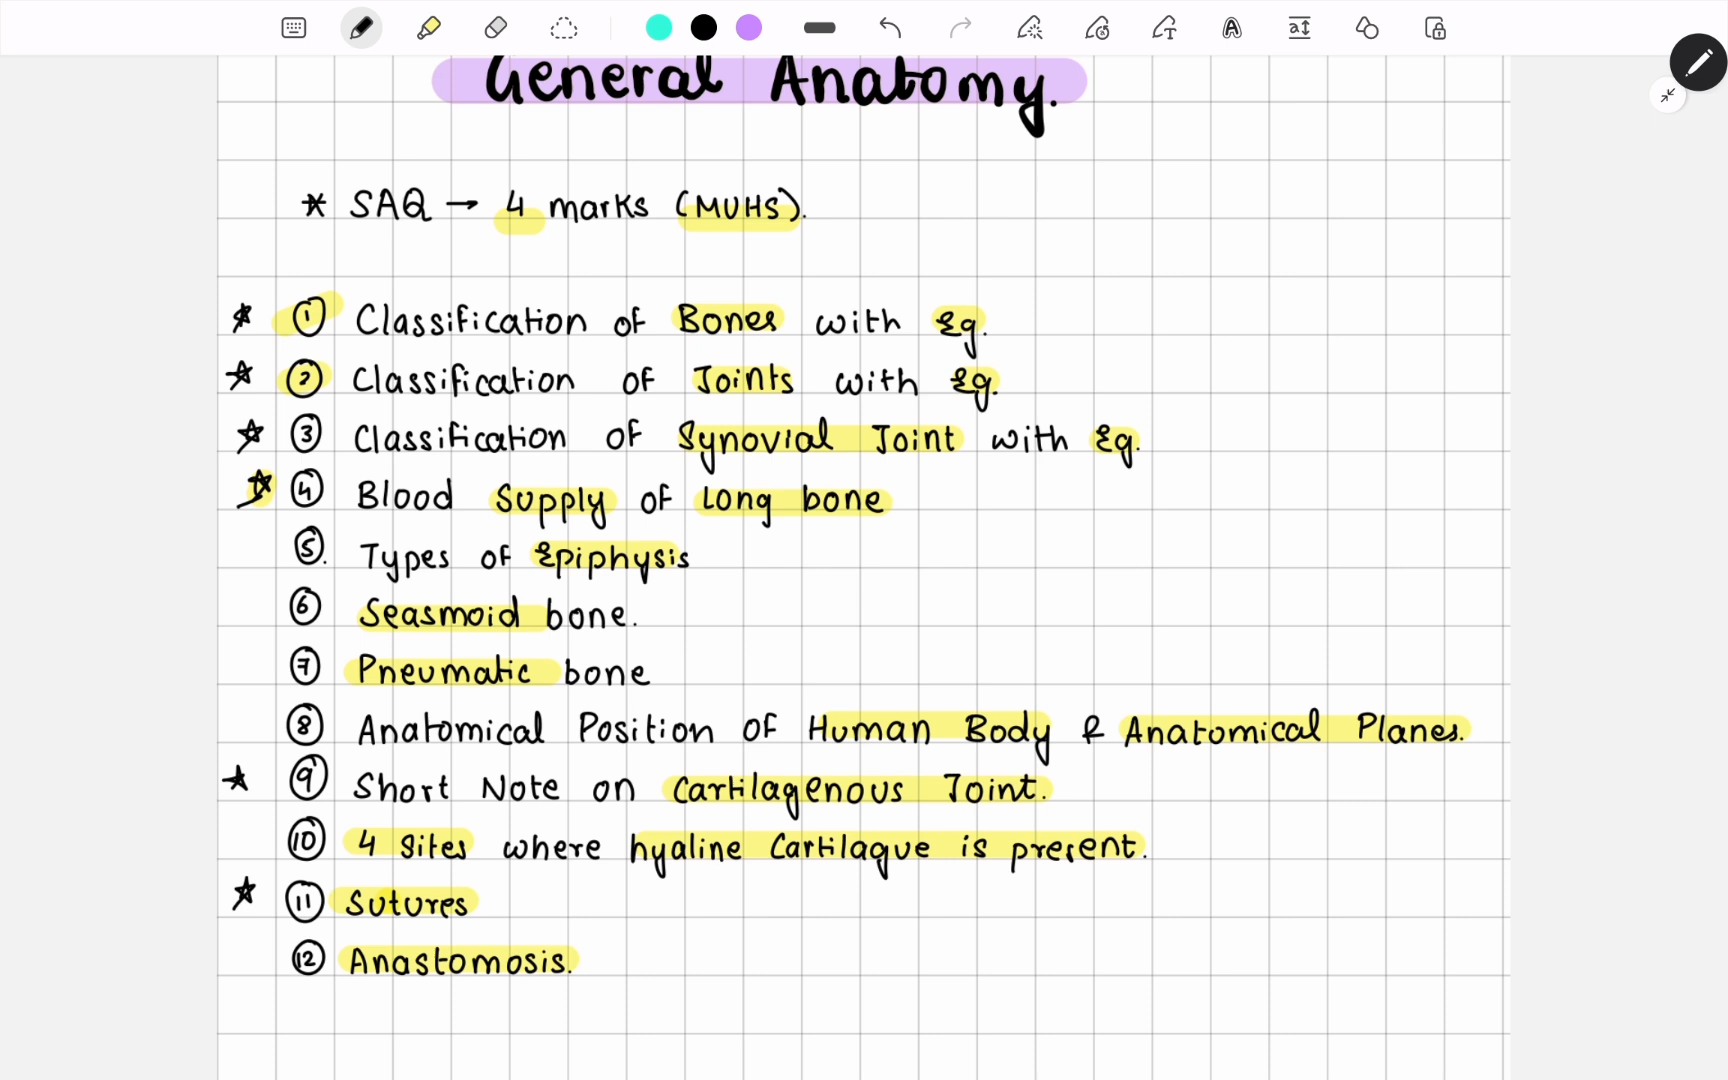 General Anatomy.
* SAQ → 4 marks (MUHS).
① Classification of Bones with Eg.
② Classification of Joints with Eg.
③ Classification of Synovial Joint with Eg.
④ Blood Supply of Long bone
⑤. Types of Epiphysis
⑥ Seasmoid bone.
⑦ Pneumatic bone
⑧ Anatomical Position of Human Body & Anatomical Planes.
⑨ Short Note on Cartilagenous Joint.
⑩ 4 Sites where hyaline Cartilague is present.
⑪ Sutures
⑫ Anastomosis.